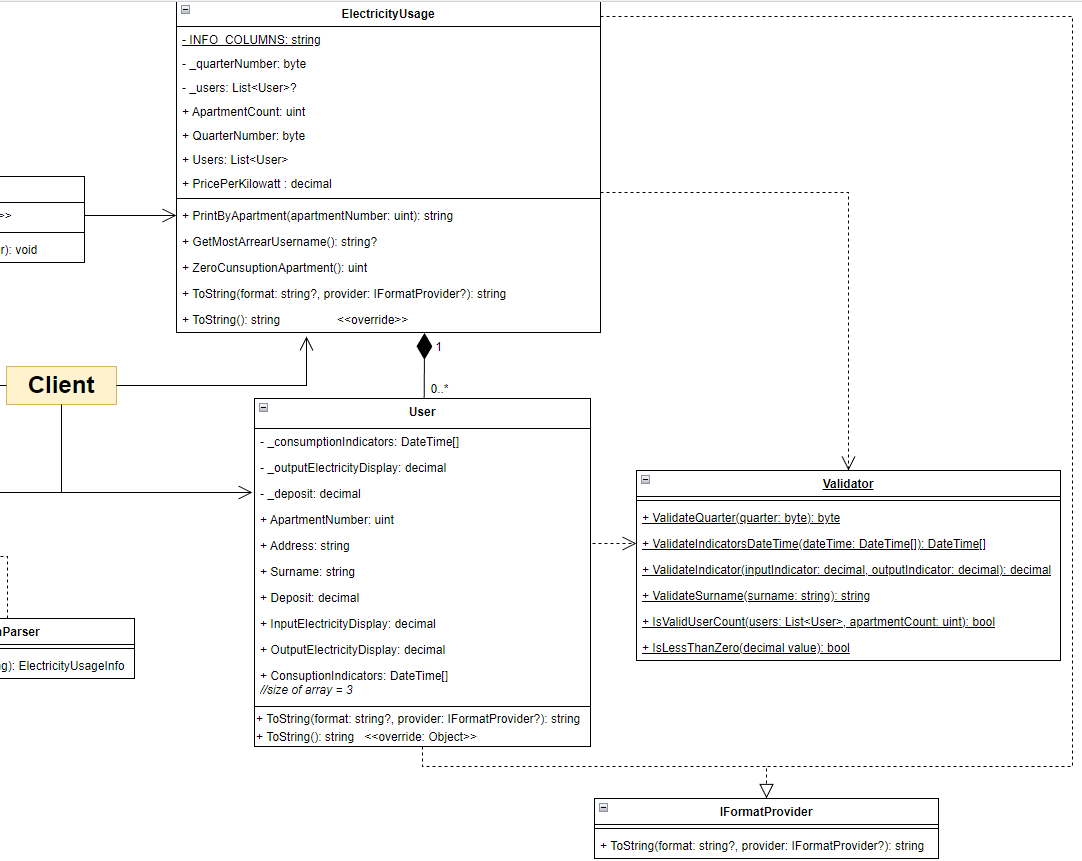 ElectricityUsage
- INFO_COLUMNS: string
- _quarterNumber: byte
- _users: List<User>?
+ ApartmentCount: uint
+ QuarterNumber: byte
+ Users: List<User>
+ PricePerKilowatt : decimal
+ PrintByApartment(apartmentNumber: uint): string
+ GetMostArrearUsername(): string?
+ ZeroCunsuptionApartment(): uint
+ ToString(format: string?, provider: IFormatProvider?): string
+ ToString(): string <<override>>
>>
r): void
Client
1
0..*
User
- _consumptionIndicators: DateTime[]
- _outputElectricityDisplay: decimal
- _deposit: decimal
+ ApartmentNumber: uint
+ Address: string
+ Surname: string
+ Deposit: decimal
+ InputElectricityDisplay: decimal
+ OutputElectricityDisplay: decimal
+ ConsuptionIndicators: DateTime[]
//size of array = 3
+ ToString(format: string?, provider: IFormatProvider?): string
+ ToString(): string <<override: Object>>
Validator
+ ValidateQuarter(quarter: byte): byte
+ ValidateIndicatorsDateTime(dateTime: DateTime[]): DateTime[]
+ ValidateIndicator(inputIndicator: decimal, outputIndicator: decimal): decimal
+ ValidateSurname(surname: string): string
+ IsValidUserCount(users: List<User>, apartmentCount: uint): bool
+ IsLessThanZero(decimal value): bool
Parser
g): ElectricityUsageInfo
IFormatProvider
+ ToString(format: string?, provider: IFormatProvider?): string